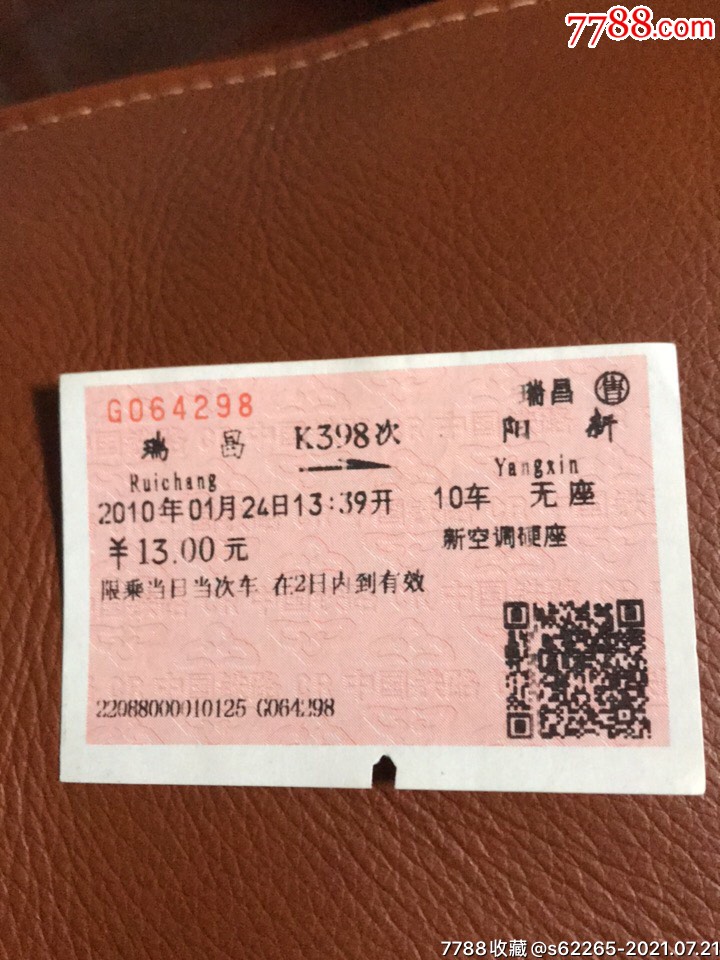 7788.com
G064298
瑞昌 售
瑞昌 K398次 阳新
Ruichang Yangxin
2010年01月24日13:39开 10车 无座
￥13.00元 新空调硬座
限乘当日当次车 在2日内到有效
22088000010125 G064298
7788收藏@s62265-2021.07.21